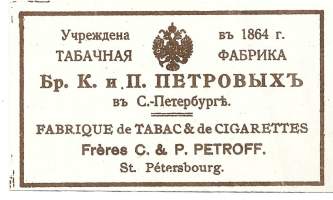 Учреждена въ 1864 г.
ТАБАЧНАЯ ФАБРИКА
Бр. К. и П. ПЕТРОВЫХЪ
въ С.-Петербургѣ.
FABRIQUE de TABAC & de CIGARETTES
Frères C. & P. PETROFF.
St. Pétersbourg.